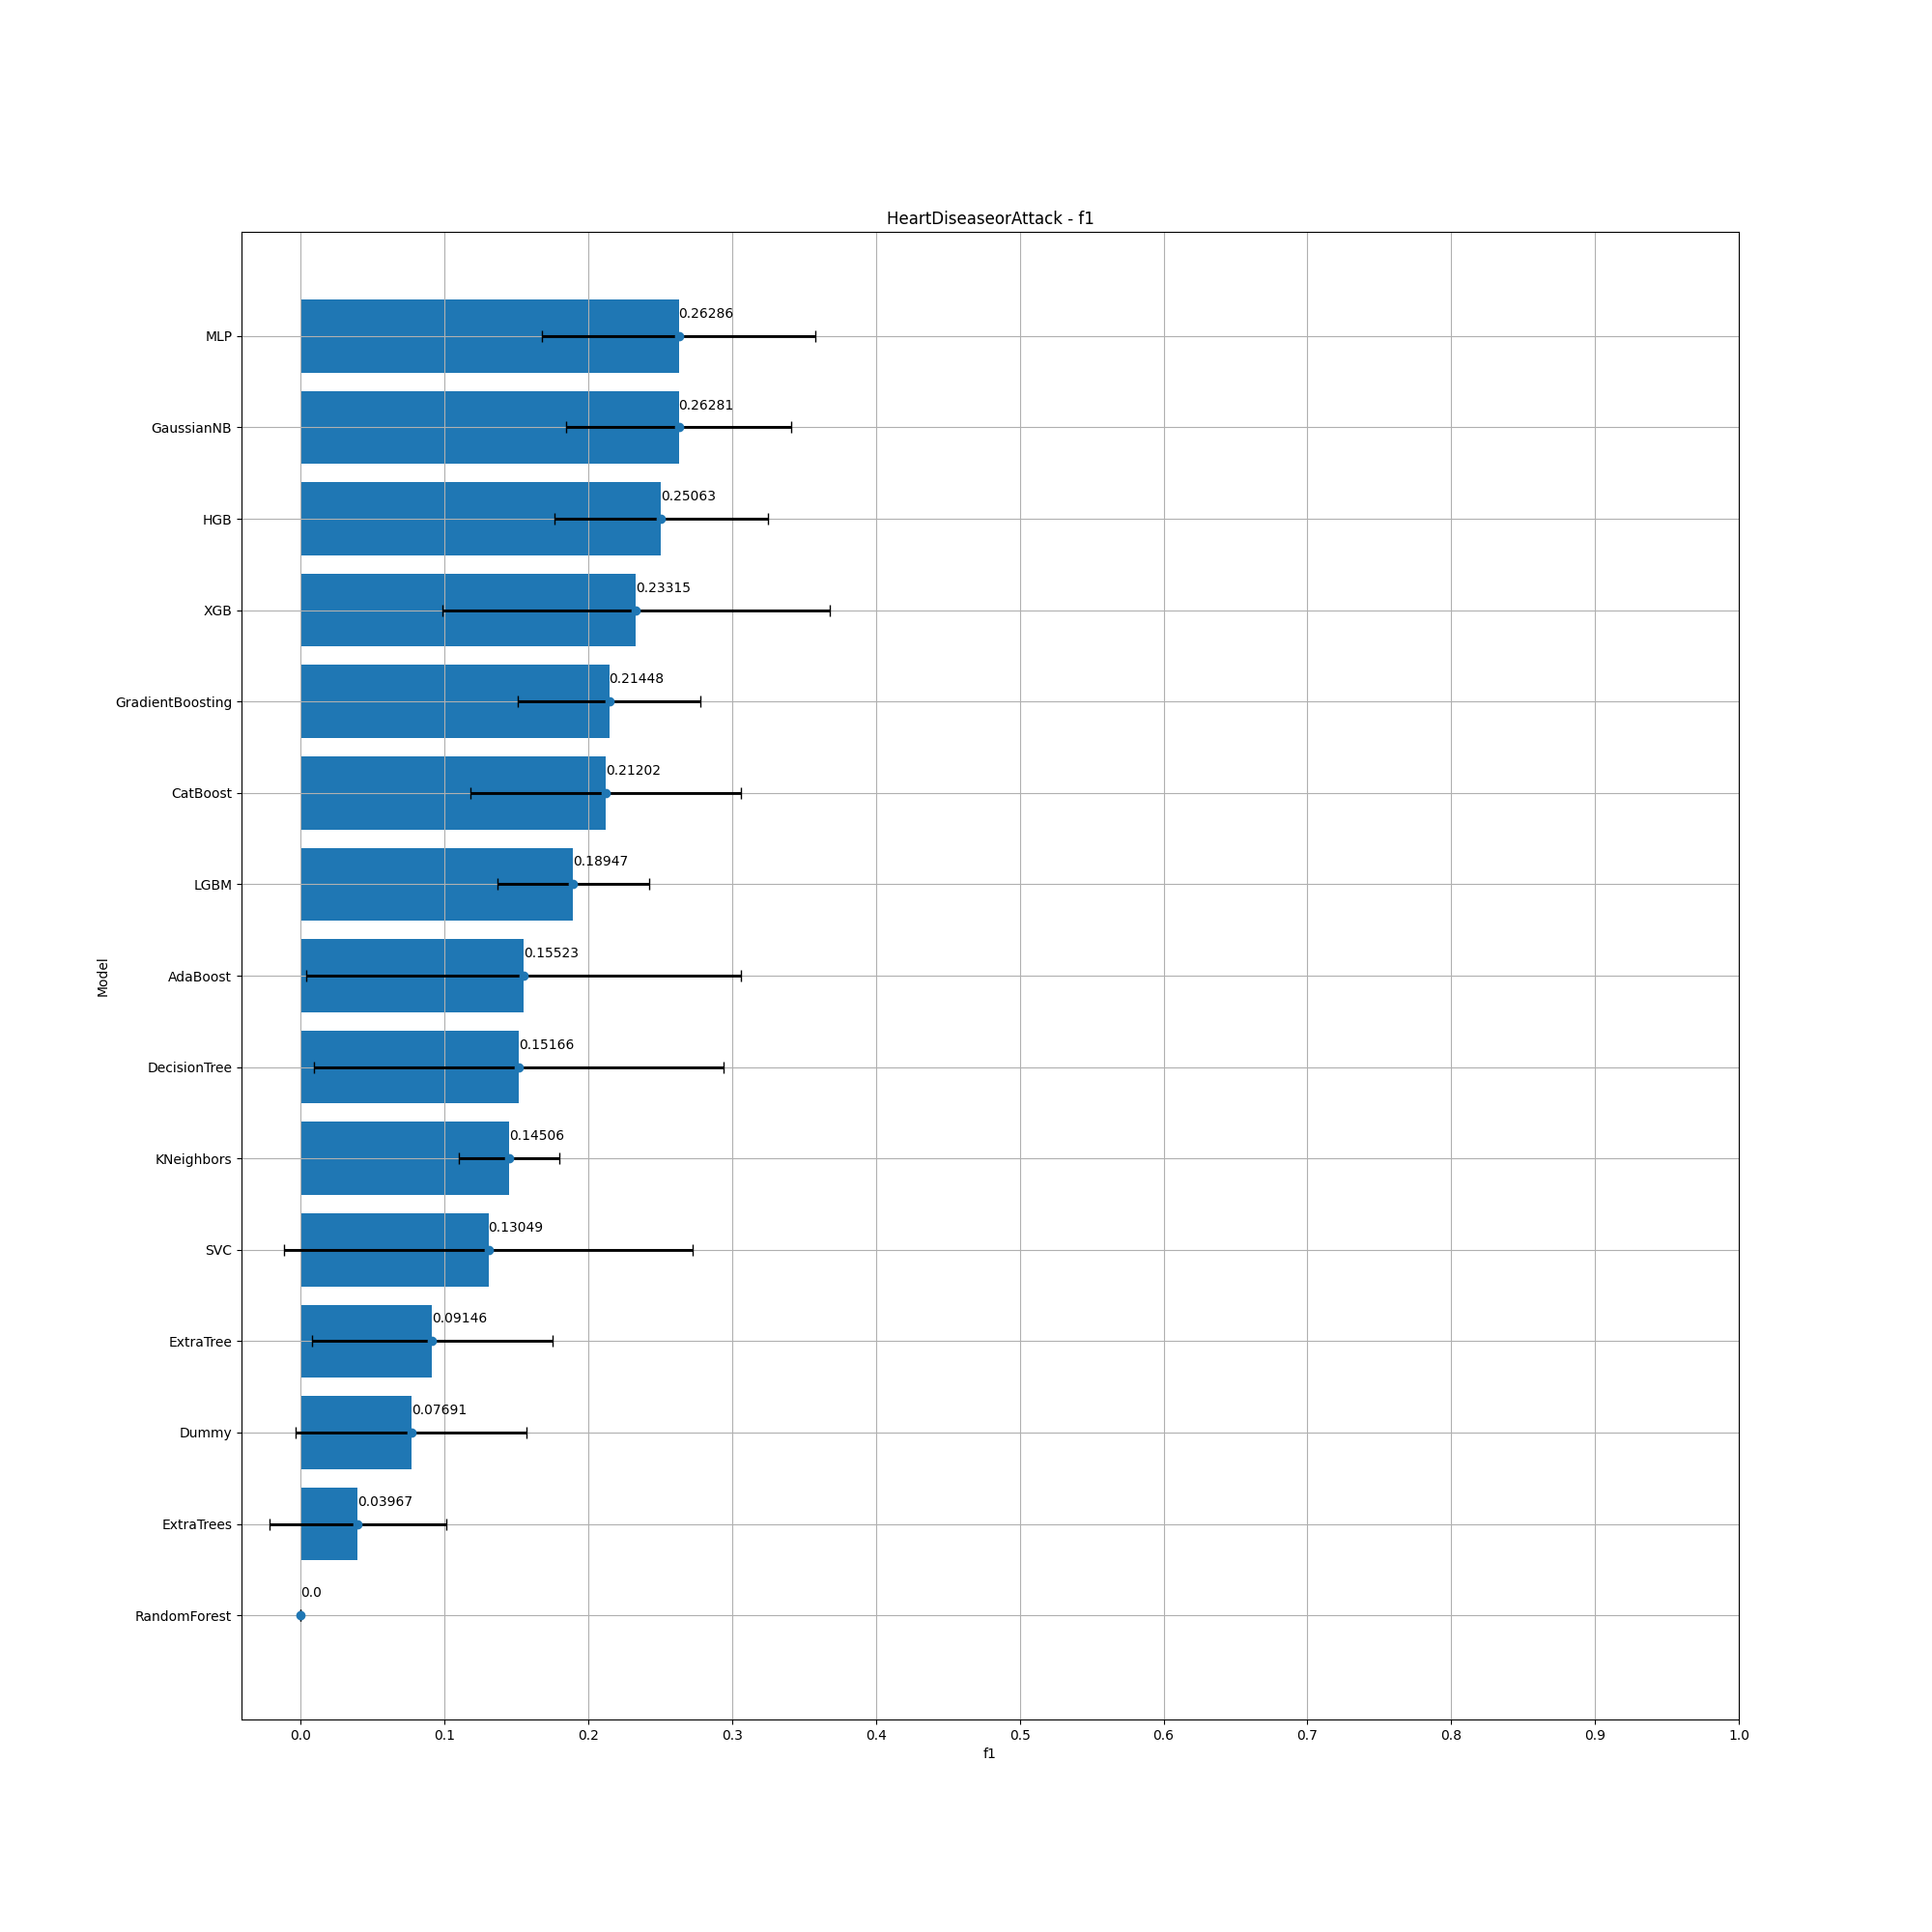 HeartDiseaseorAttack - f1
MLP
0.26286
GaussianNB
0.26281
HGB
0.25063
XGB
0.23315
GradientBoosting
0.21448
CatBoost
0.21202
LGBM
0.18947
AdaBoost
0.15523
Model
DecisionTree
0.15166
KNeighbors
0.14506
SVC
0.13049
ExtraTree
0.09146
Dummy
0.07691
ExtraTrees
0.03967
RandomForest
0.0
0.0 0.1 0.2 0.3 0.4 0.5 0.6 0.7 0.8 0.9 1.0
f1